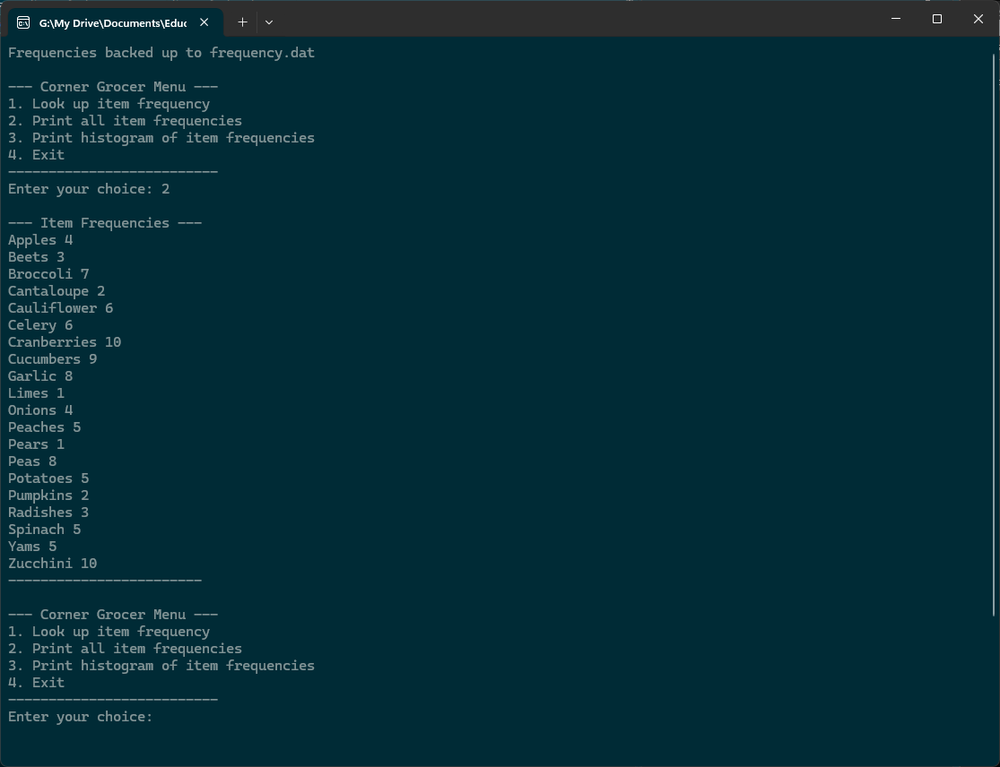 G:\My Drive\Documents\Educ
Frequencies backed up to frequency.dat
--- Corner Grocer Menu ---
1. Look up item frequency
2. Print all item frequencies
3. Print histogram of item frequencies
4. Exit
--------------------------
Enter your choice: 2
--- Item Frequencies ---
Apples 4
Beets 3
Broccoli 7
Cantaloupe 2
Cauliflower 6
Celery 6
Cranberries 10
Cucumbers 9
Garlic 8
Limes 1
Onions 4
Peaches 5
Pears 1
Peas 8
Potatoes 5
Pumpkins 2
Radishes 3
Spinach 5
Yams 5
Zucchini 10
------------------------
--- Corner Grocer Menu ---
1. Look up item frequency
2. Print all item frequencies
3. Print histogram of item frequencies
4. Exit
--------------------------
Enter your choice: